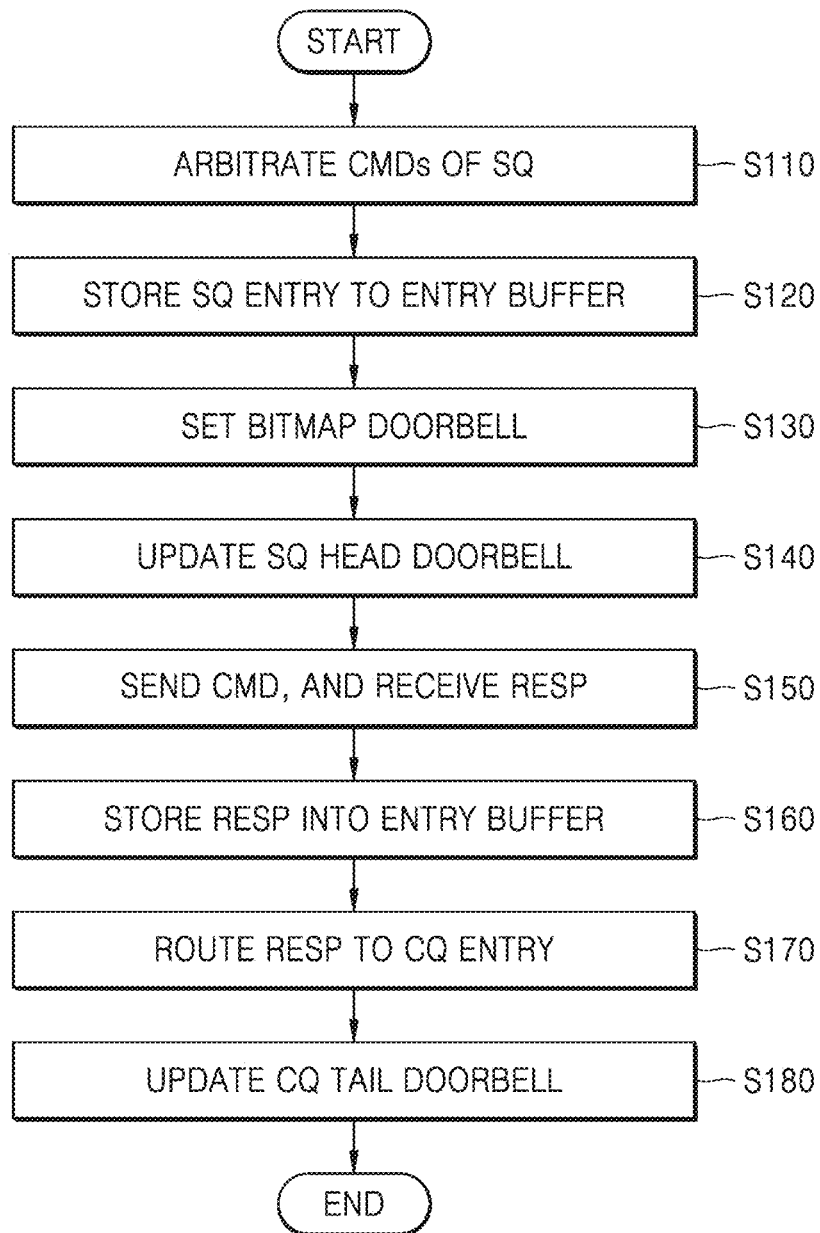 START
ARBITRATE CMDs OF SQ S110
STORE SQ ENTRY TO ENTRY BUFFER S120
SET BITMAP DOORBELL S130
UPDATE SQ HEAD DOORBELL S140
SEND CMD, AND RECEIVE RESP S150
STORE RESP INTO ENTRY BUFFER S160
ROUTE RESP TO CQ ENTRY S170
UPDATE CQ TAIL DOORBELL S180
END